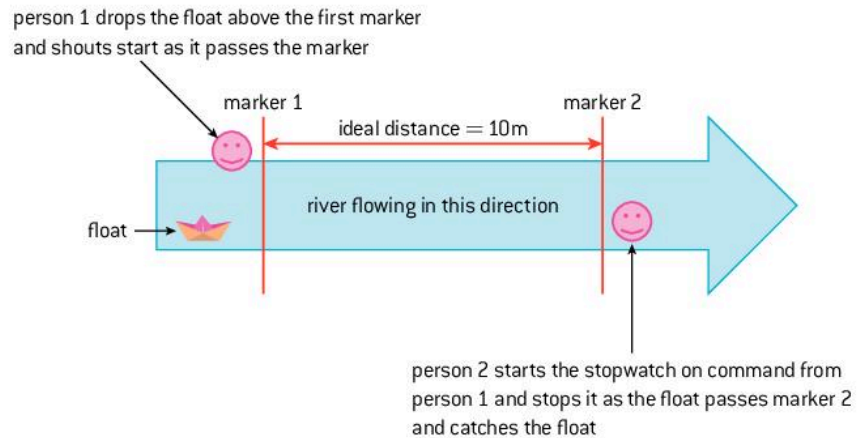 person 1 drops the float above the first marker
and shouts start as it passes the marker
marker 1
marker 2
ideal distance = 10m
river flowing in this direction
float
person 2 starts the stopwatch on command from
person 1 and stops it as the float passes marker 2
and catches the float